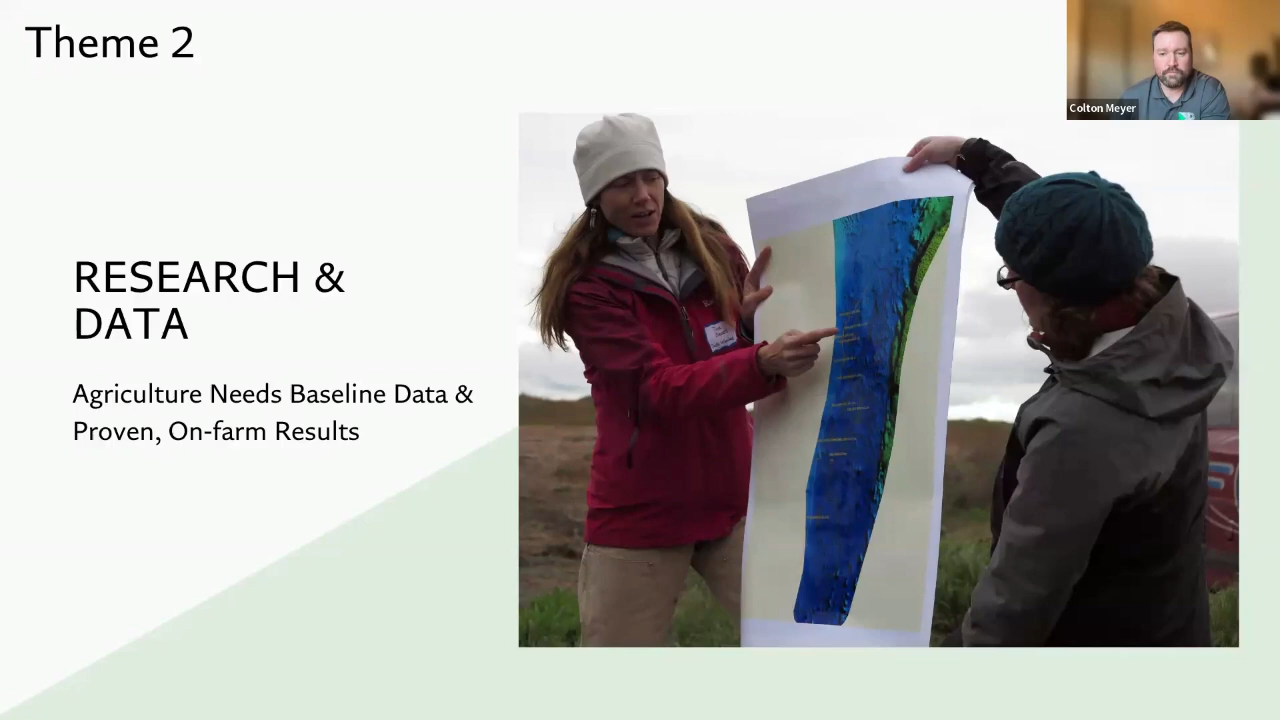 Theme 2
Colton Meyer
RESEARCH &
DATA
Agriculture Needs Baseline Data &
Proven, On-farm Results